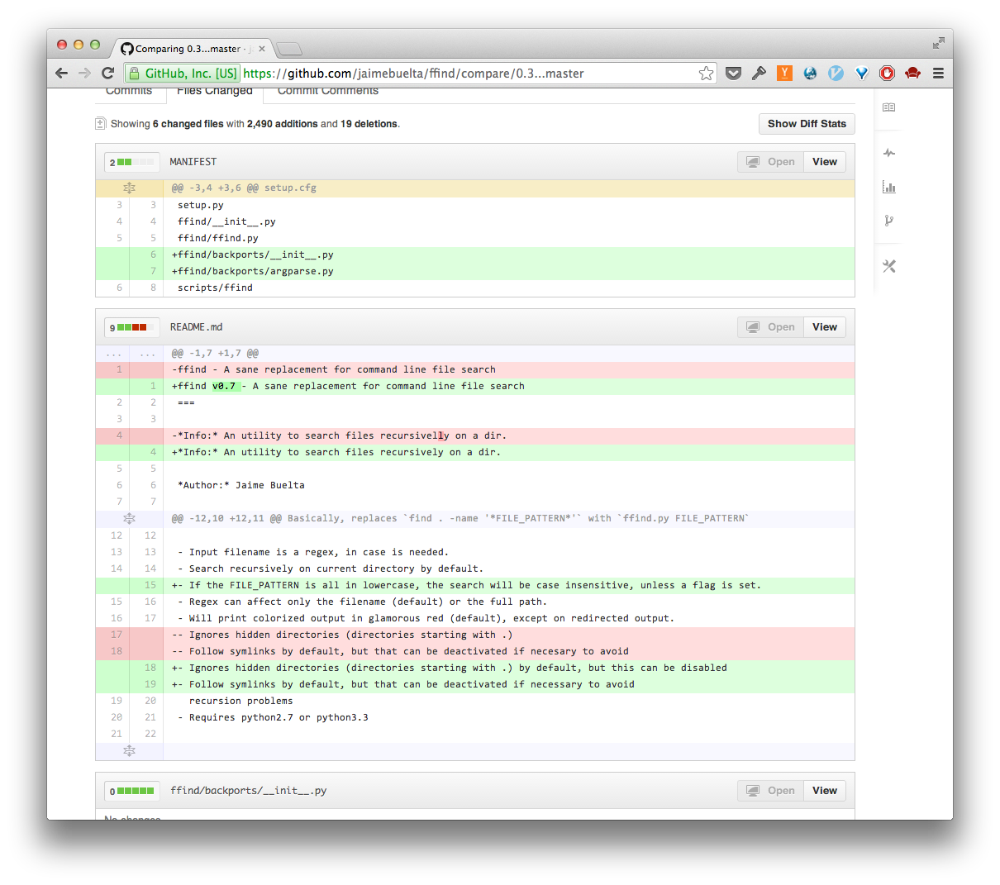 Comparing 0.3...master · j
GitHub, Inc. [US] https://github.com/jaimebuelta/ffind/compare/0.3...master
Commits Files Changed Commit Comments
Showing 6 changed files with 2,490 additions and 19 deletions. Show Diff Stats
2 MANIFEST Open View
@@ -3,4 +3,6 @@ setup.cfg
3 3 setup.py
4 4 ffind/__init__.py
5 5 ffind/ffind.py
6 +ffind/backports/__init__.py
7 +ffind/backports/argparse.py
6 8 scripts/ffind
9 README.md Open View
... ... @@ -1,7 +1,7 @@
1 -ffind - A sane replacement for command line file search
1 +ffind v0.7 - A sane replacement for command line file search
2 2 ===
3 3
4 -*Info:* An utility to search files recursivelly on a dir.
4 +*Info:* An utility to search files recursively on a dir.
5 5
6 6 *Author:* Jaime Buelta
7 7
@@ -12,10 +12,11 @@ Basically, replaces `find . -name '*FILE_PATTERN*'` with `ffind.py FILE_PATTERN`
12 12
13 13 - Input filename is a regex, in case is needed.
14 14 - Search recursively on current directory by default.
15 +- If the FILE_PATTERN is all in lowercase, the search will be case insensitive, unless a flag is set.
15 16 - Regex can affect only the filename (default) or the full path.
16 17 - Will print colorized output in glamorous red (default), except on redirected output.
17 -- Ignores hidden directories (directories starting with .)
18 -- Follow symlinks by default, but that can be deactivated if necesary to avoid
18 +- Ignores hidden directories (directories starting with .) by default, but this can be disabled
19 +- Follow symlinks by default, but that can be deactivated if necessary to avoid
19 20 recursion problems
20 21 - Requires python2.7 or python3.3
21 22
0 ffind/backports/__init__.py Open View
No changes